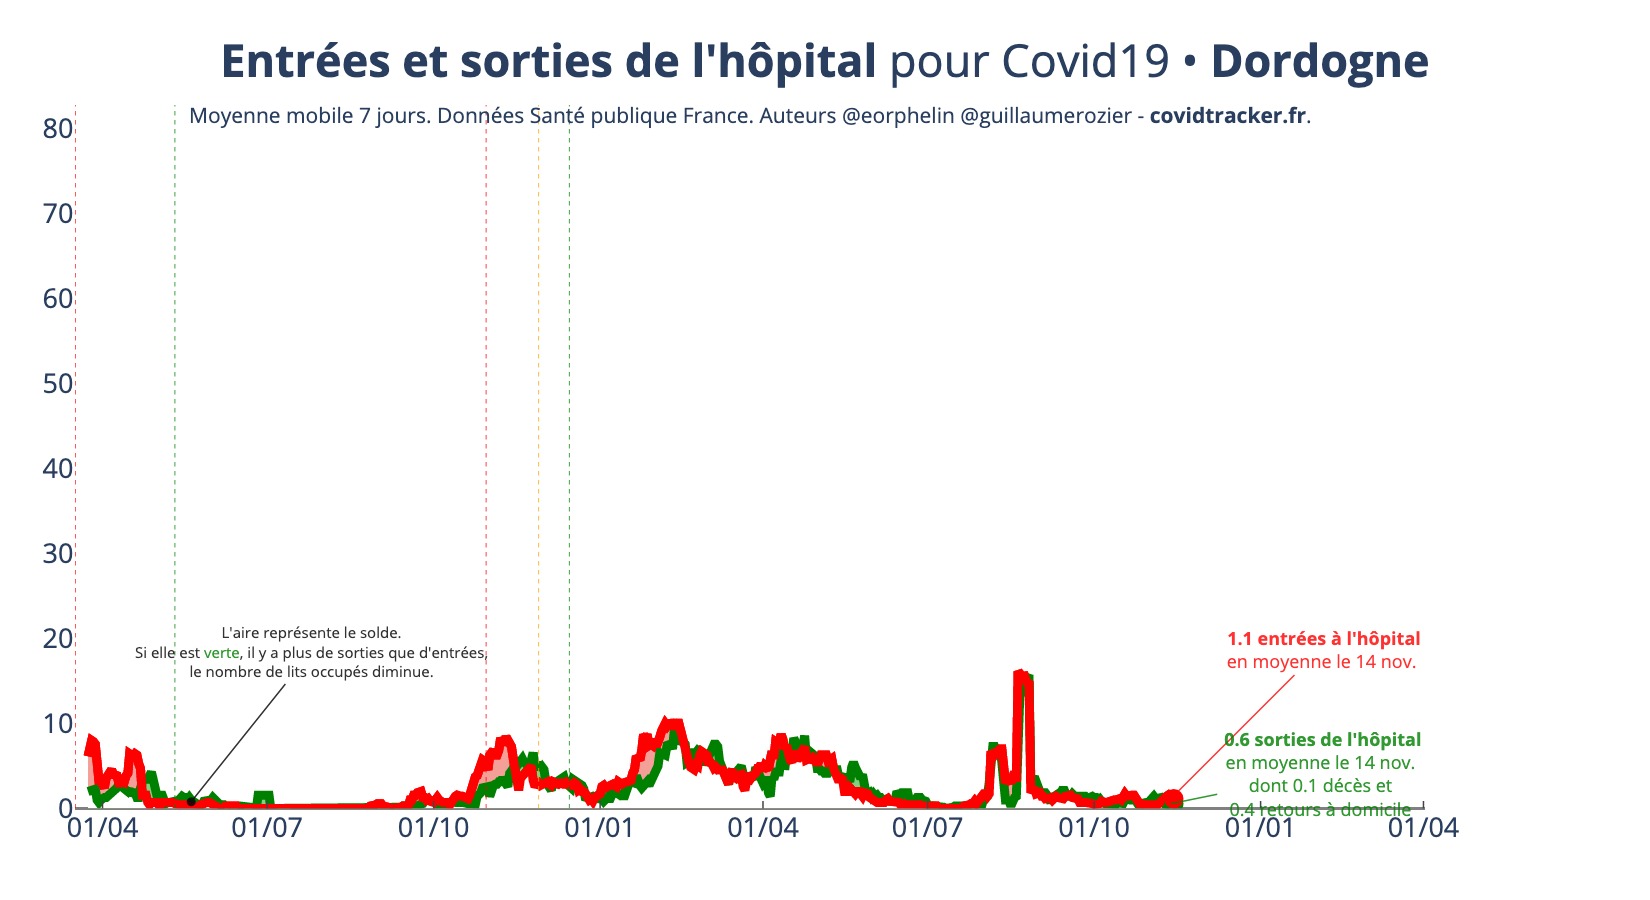 Entrées et sorties de l'hôpital pour Covid19 • Dordogne
Moyenne mobile 7 jours. Données Santé publique France. Auteurs @eorphelin @guillaumerozier - covidtracker.fr.
80
70
60
50
40
30
20
10
0
L'aire représente le solde.
Si elle est verte, il y a plus de sorties que d'entrées,
le nombre de lits occupés diminue.
1.1 entrées à l'hôpital
en moyenne le 14 nov.
0.6 sorties de l'hôpital
en moyenne le 14 nov.
dont 0.1 décès et
0.4 retours à domicile
01/04 01/07 01/10 01/01 01/04 01/07 01/10 01/01 01/04